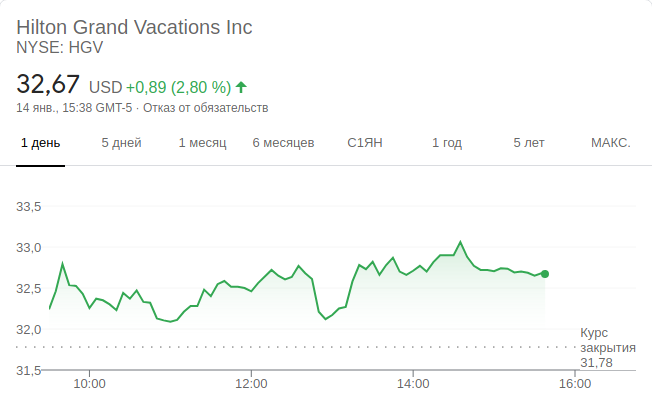 Hilton Grand Vacations Inc
NYSE: HGV
32,67 USD +0,89 (2,80 %)
14 янв., 15:38 GMT-5 · Отказ от обязательств
1 день 5 дней 1 месяц 6 месяцев С1ЯН 1 год 5 лет МАКС.
33,5
33,0
32,5
32,0
31,5
Курс
закрытия
31,78
10:00 12:00 14:00 16:00